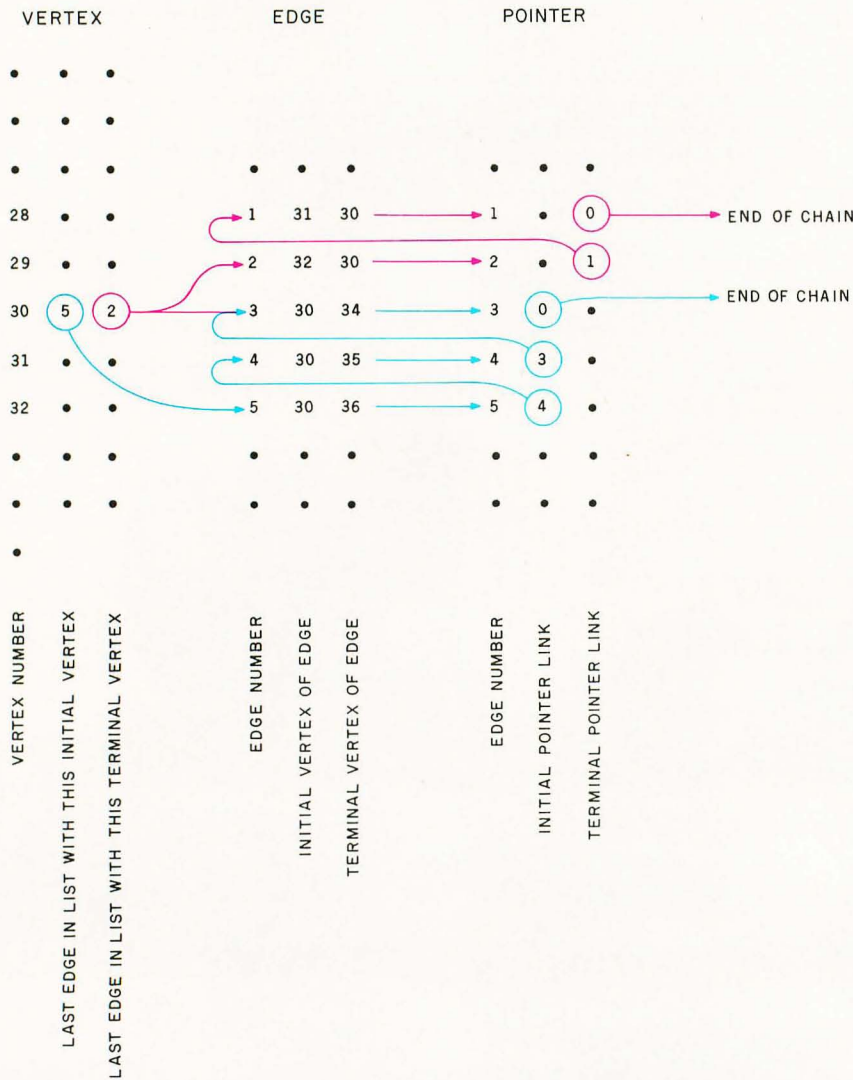 VERTEX EDGE POINTER
28 1 31 30 1 0 END OF CHAIN
29 2 32 30 2 1
30 5 2 3 30 34 3 0 END OF CHAIN
31 4 30 35 4 3
32 5 30 36 5 4
VERTEX NUMBER
LAST EDGE IN LIST WITH THIS INITIAL VERTEX
LAST EDGE IN LIST WITH THIS TERMINAL VERTEX
EDGE NUMBER
INITIAL VERTEX OF EDGE
TERMINAL VERTEX OF EDGE
EDGE NUMBER
INITIAL POINTER LINK
TERMINAL POINTER LINK